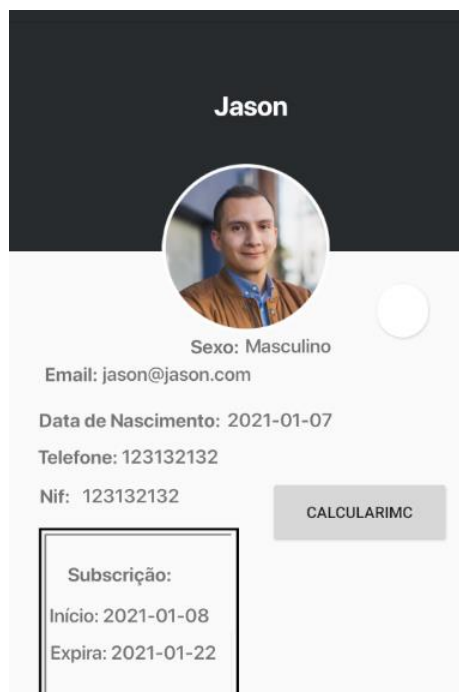 Jason
Sexo: Masculino
Email: jason@jason.com
Data de Nascimento: 2021-01-07
Telefone: 123132132
Nif: 123132132
CALCULARIMC
Subscrição:
Início: 2021-01-08
Expira: 2021-01-22